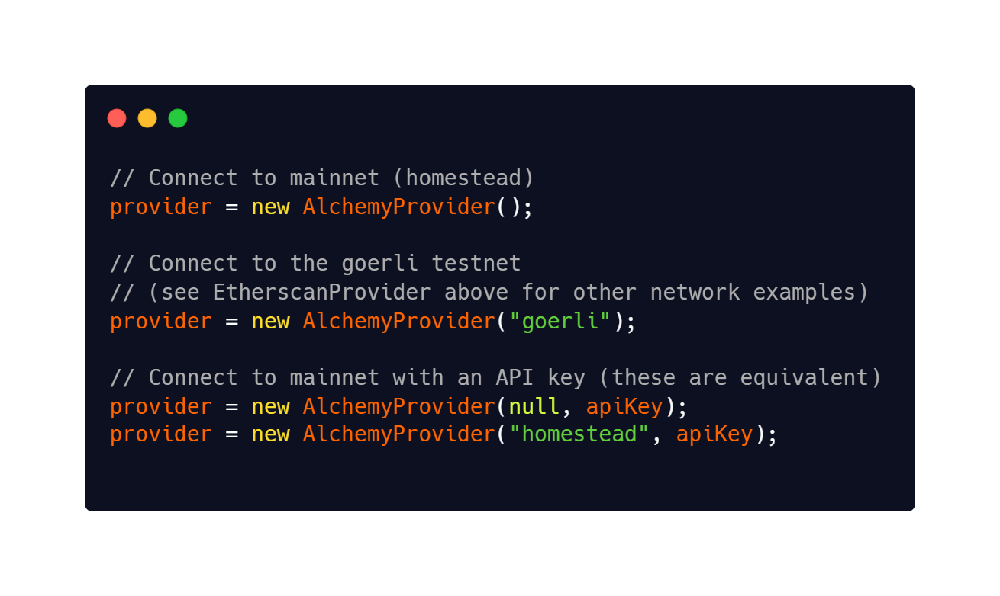 // Connect to mainnet (homestead)
provider = new AlchemyProvider();
// Connect to the goerli testnet
// (see EtherscanProvider above for other network examples)
provider = new AlchemyProvider("goerli");
// Connect to mainnet with an API key (these are equivalent)
provider = new AlchemyProvider(null, apiKey);
provider = new AlchemyProvider("homestead", apiKey);